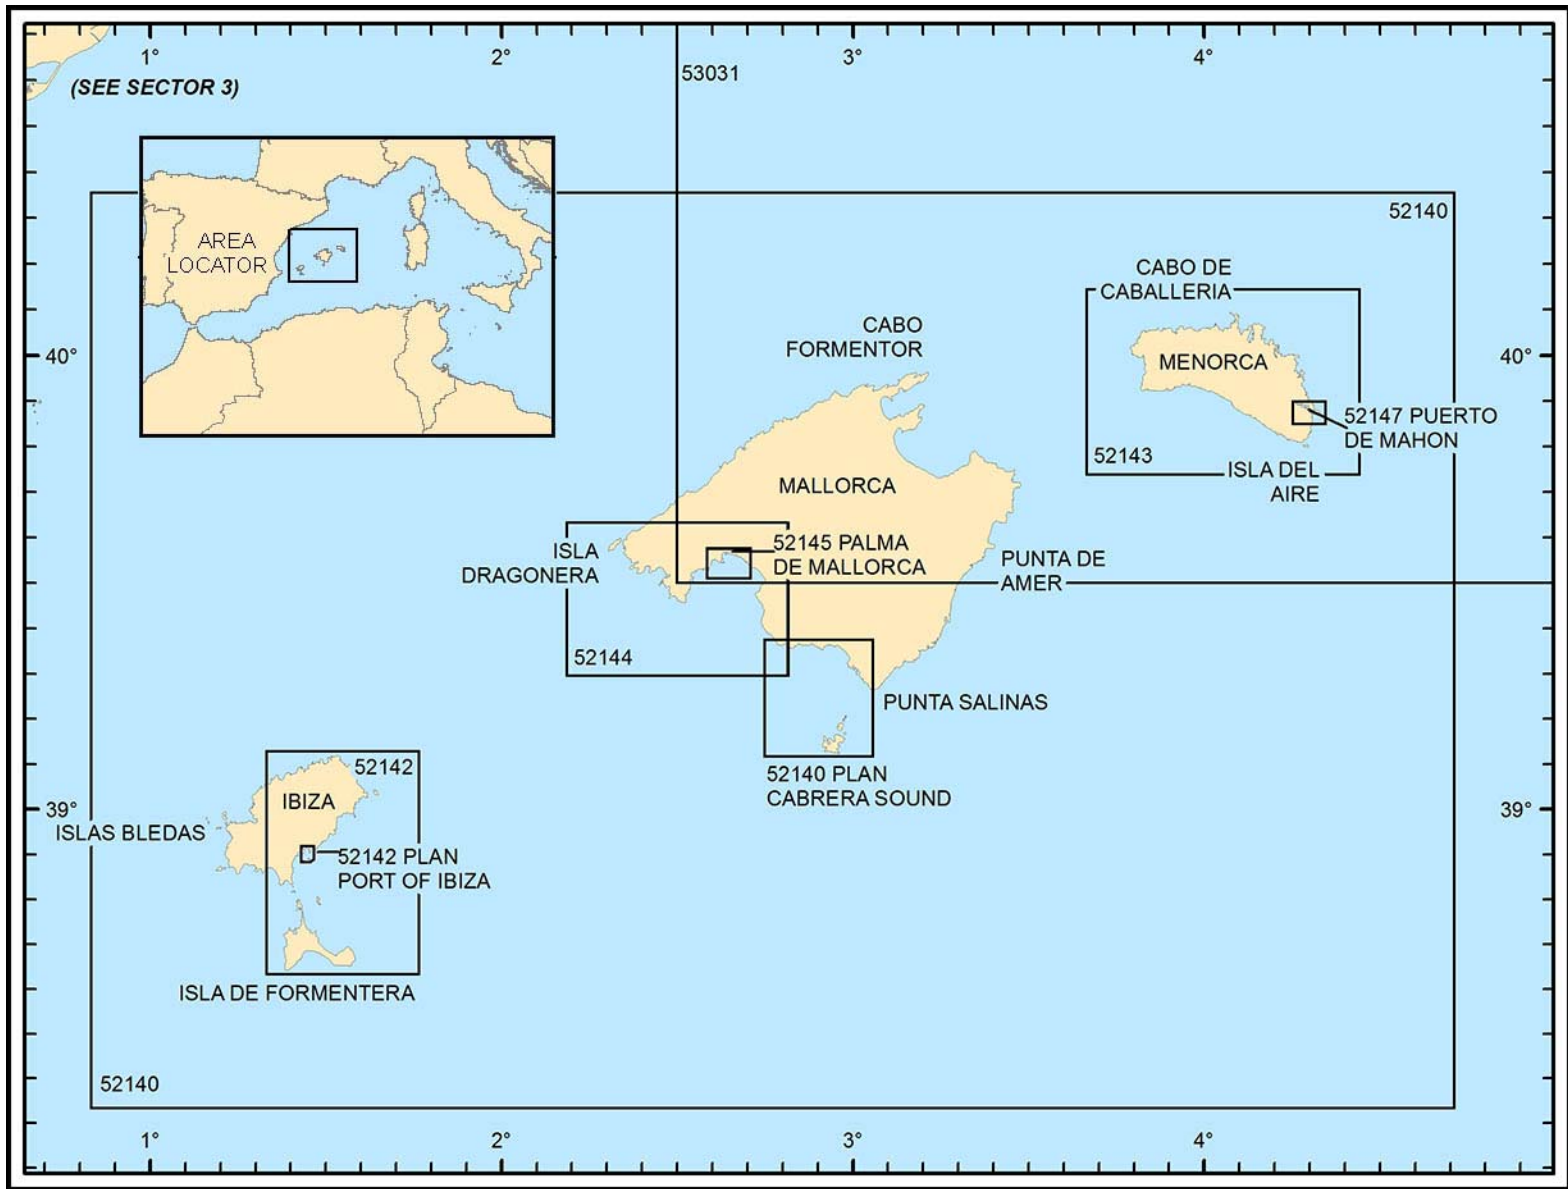 1°
2°
3°
4°
53031
(SEE SECTOR 3)
AREA
LOCATOR
52140
CABO DE
CABALLERIA
CABO
FORMENTOR
40°
40°
MENORCA
52147 PUERTO
DE MAHON
52143
ISLA DEL
AIRE
MALLORCA
ISLA
DRAGONERA
52145 PALMA
DE MALLORCA
PUNTA DE
AMER
52144
PUNTA SALINAS
52140 PLAN
CABRERA SOUND
52142
IBIZA
39°
39°
ISLAS BLEDAS
52142 PLAN
PORT OF IBIZA
ISLA DE FORMENTERA
52140
1°
2°
3°
4°